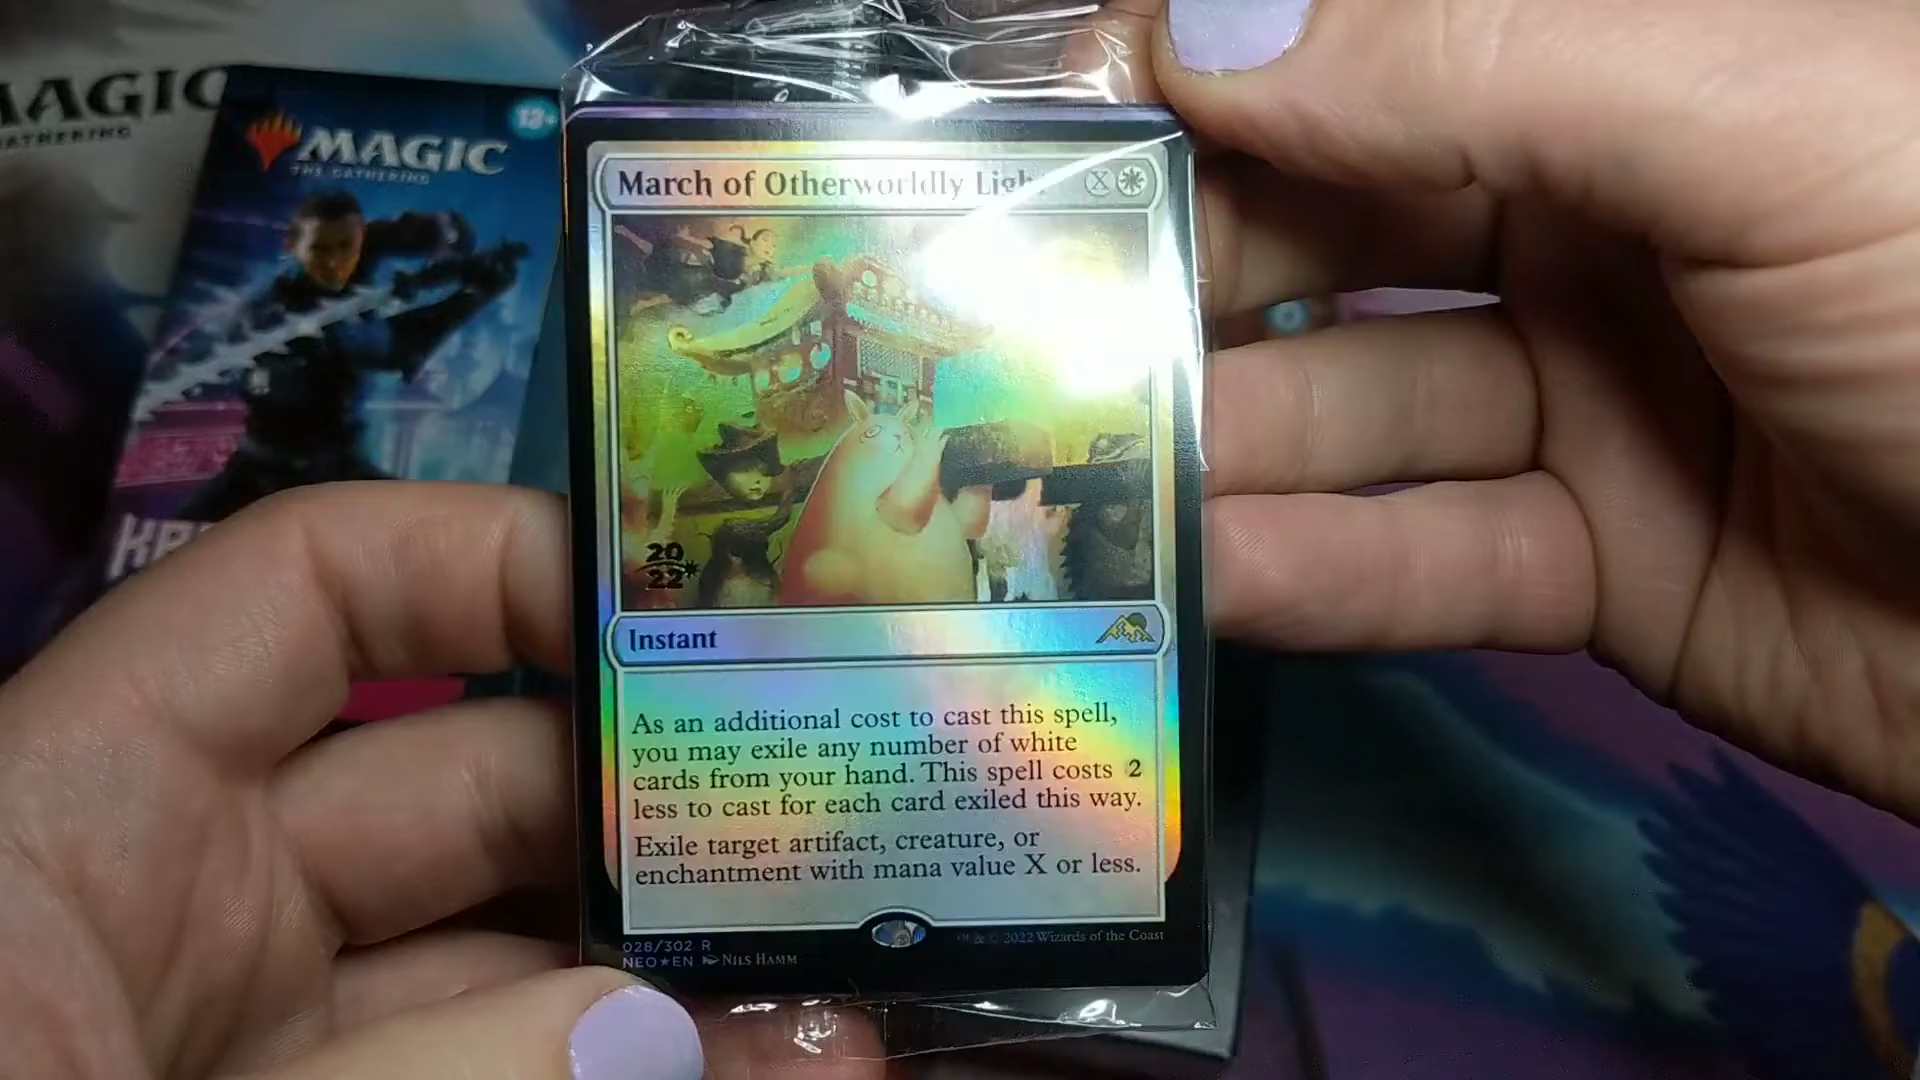 MAGIC
GATHERING
MAGIC
THE GATHERING
13+
March of Otherworldly Light X
20
22
Instant
As an additional cost to cast this spell,
you may exile any number of white
cards from your hand. This spell costs 2
less to cast for each card exiled this way.
Exile target artifact, creature, or
enchantment with mana value X or less.
028/302 R
NEO★EN NILS HAMM
™ & © 2022 Wizards of the Coast